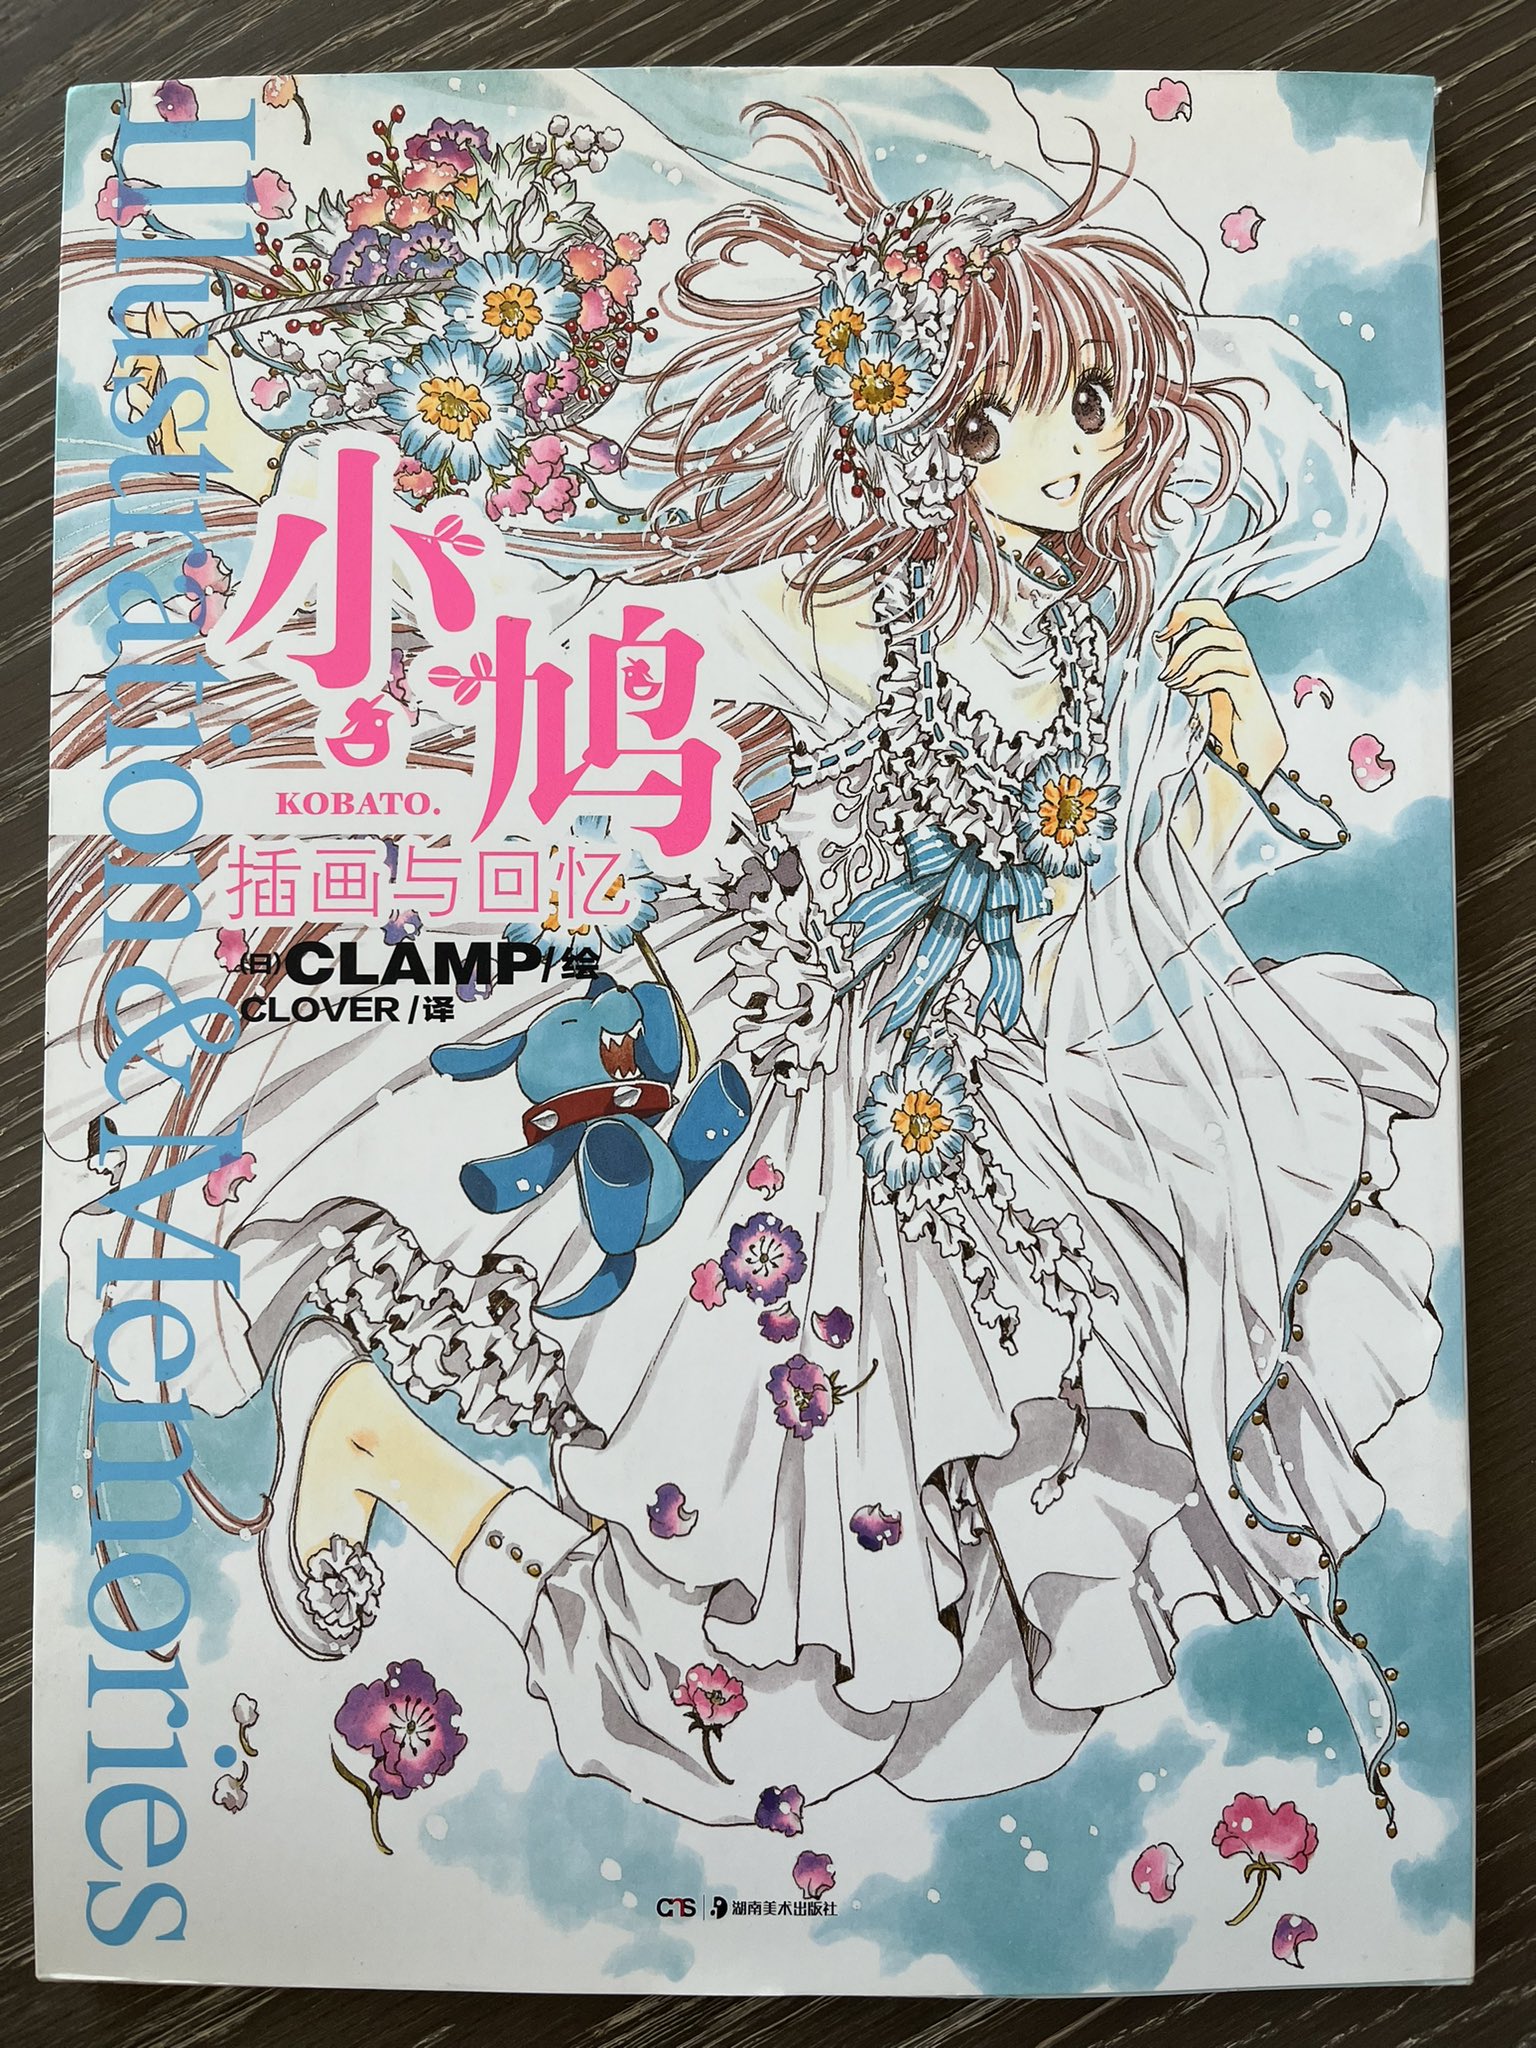 Illustration & Memories
小鸠
KOBATO.
插画与回忆
(日)CLAMP/绘
CLOVER /译
CNS 湖南美术出版社